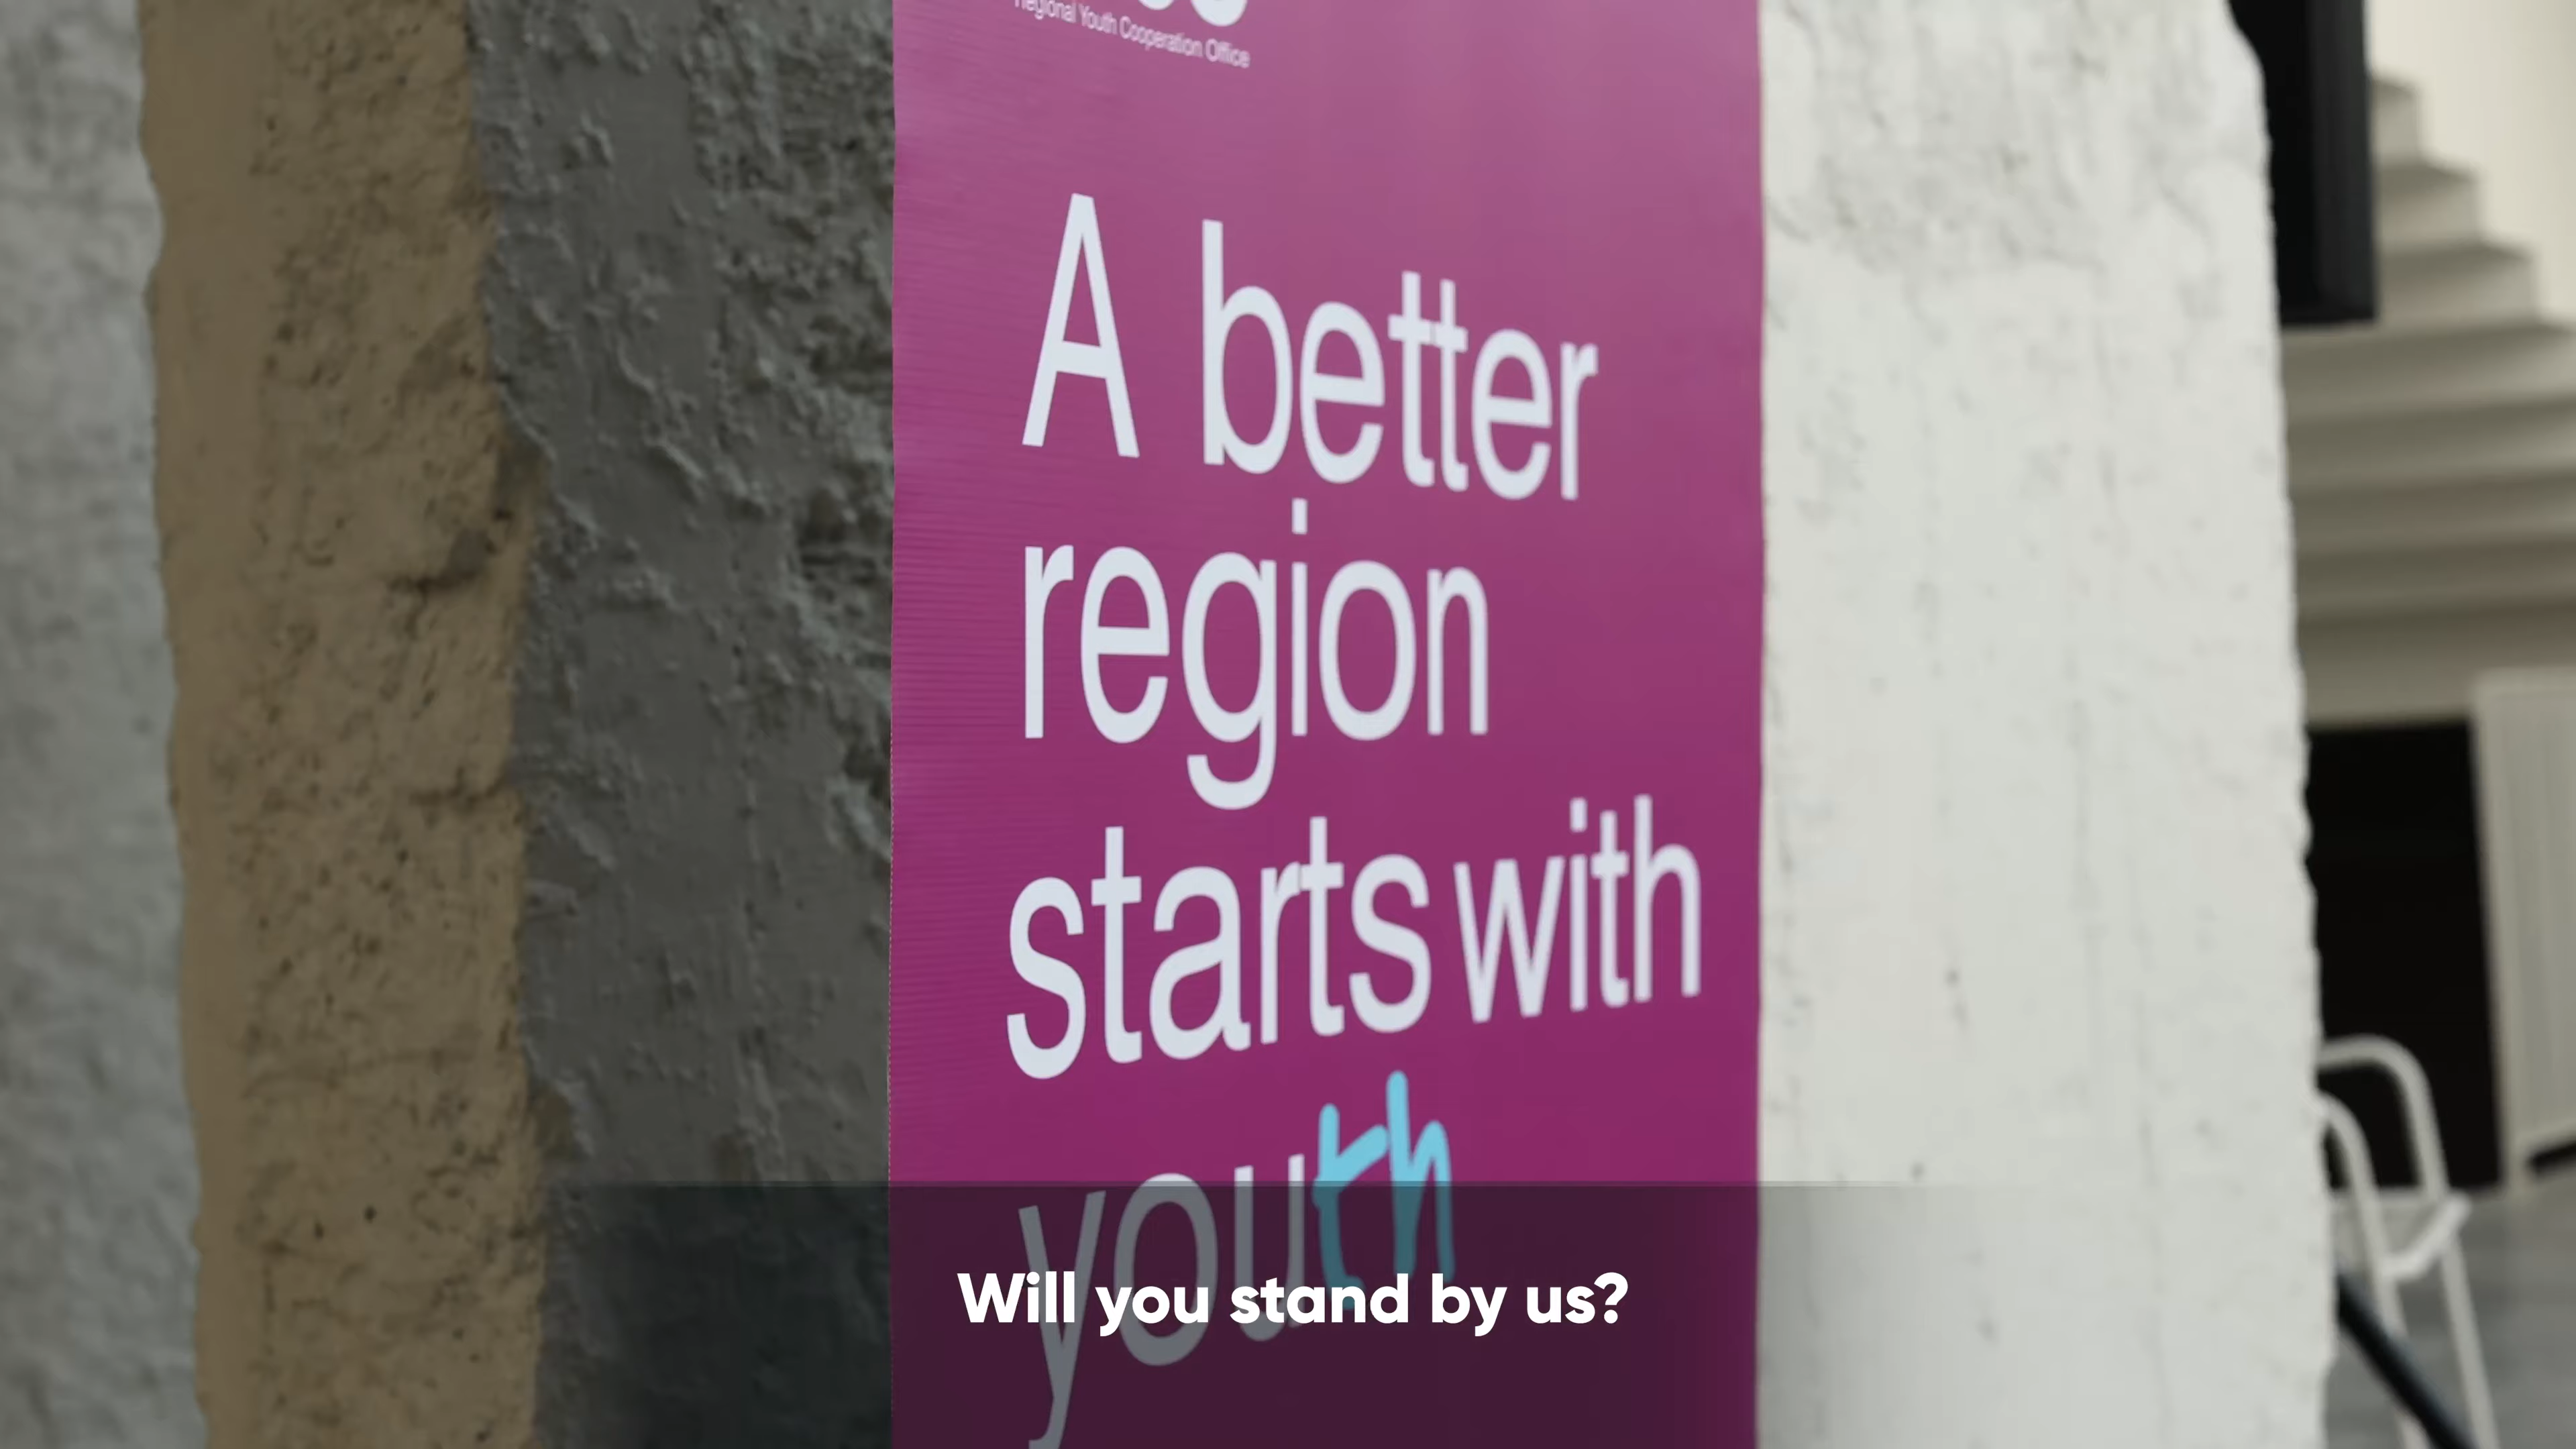 Regional Youth Cooperation Office
A better
region
starts with
youth
Will you stand by us?